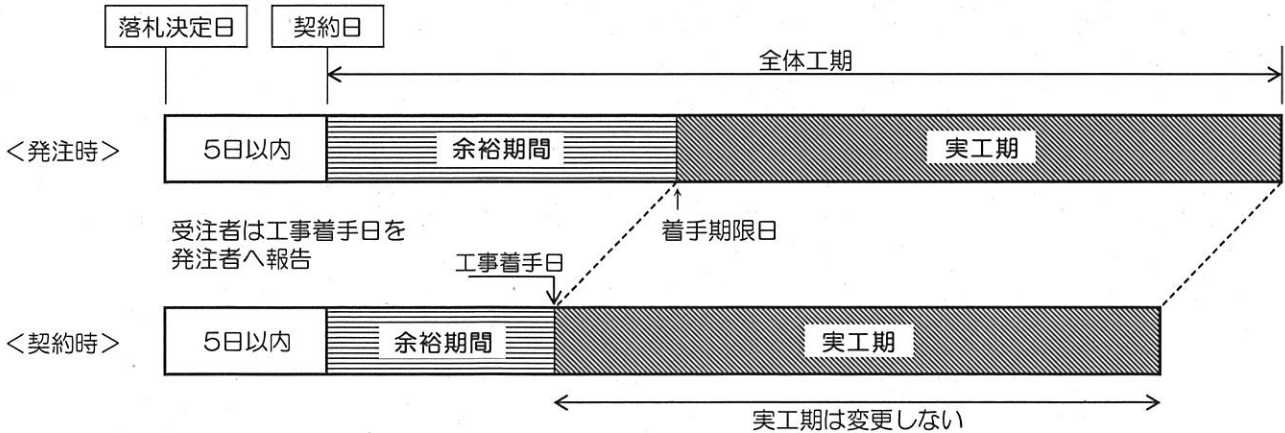 落札決定日
契約日
全体工期
<発注時>
5日以内
余裕期間
実工期
受注者は工事着手日を
発注者へ報告
着手期限日
工事着手日
<契約時>
5日以内
余裕期間
実工期
実工期は変更しない